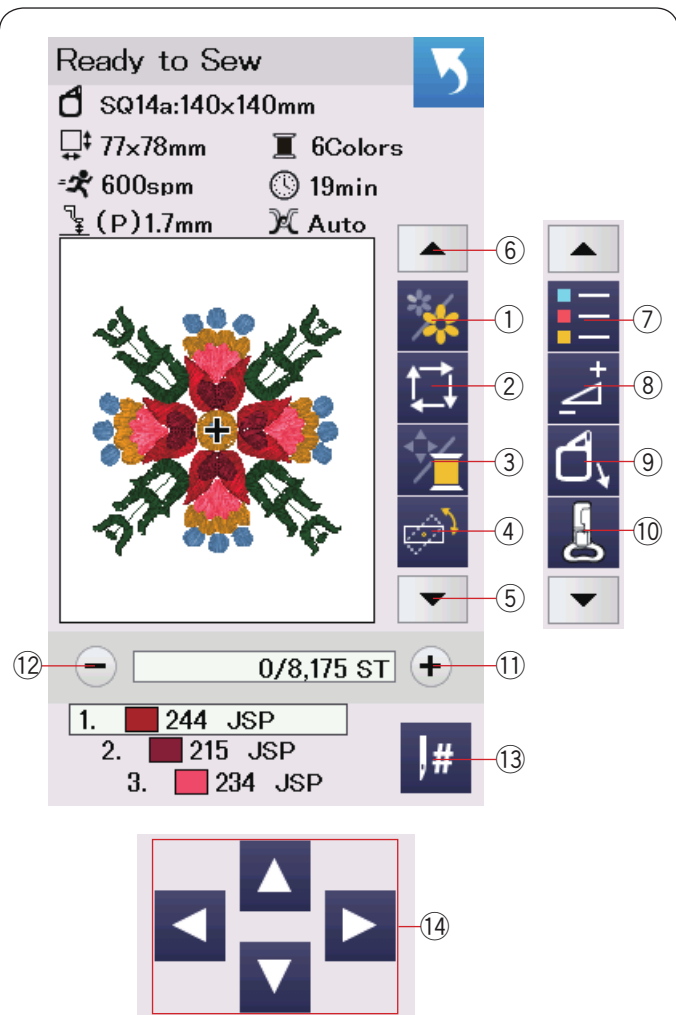 Ready to Sew
SQ14a:140x140mm
77x78mm 6Colors
600spm 19min
(P)1.7mm Auto
⑥
① ⑦
② ⑧
③ ⑨
④ ⑩
⑤
⑫ − 0/8,175 ST + ⑪
1. 244 JSP
2. 215 JSP
3. 234 JSP
# ⑬
⑭